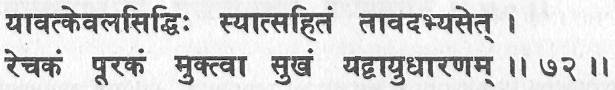 यावत्केवलसिद्धिः स्यात्सहितं तावदभ्यसेत् ।
रेचकं पूरकं मुक्त्वा सुखं यद्वायुधारणम् ॥ ७२ ॥